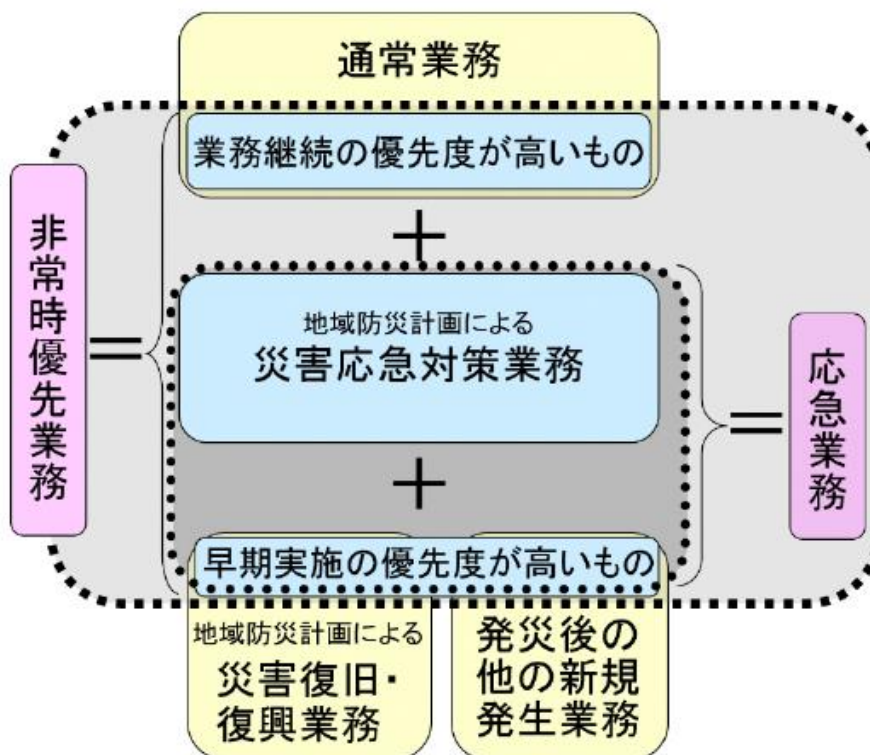 通常業務
業務継続の優先度が高いもの
+
非常時優先業務
=
地域防災計画による
災害応急対策業務
=
応急業務
+
早期実施の優先度が高いもの
地域防災計画による
災害復旧・
復興業務
発災後の
他の新規
発生業務